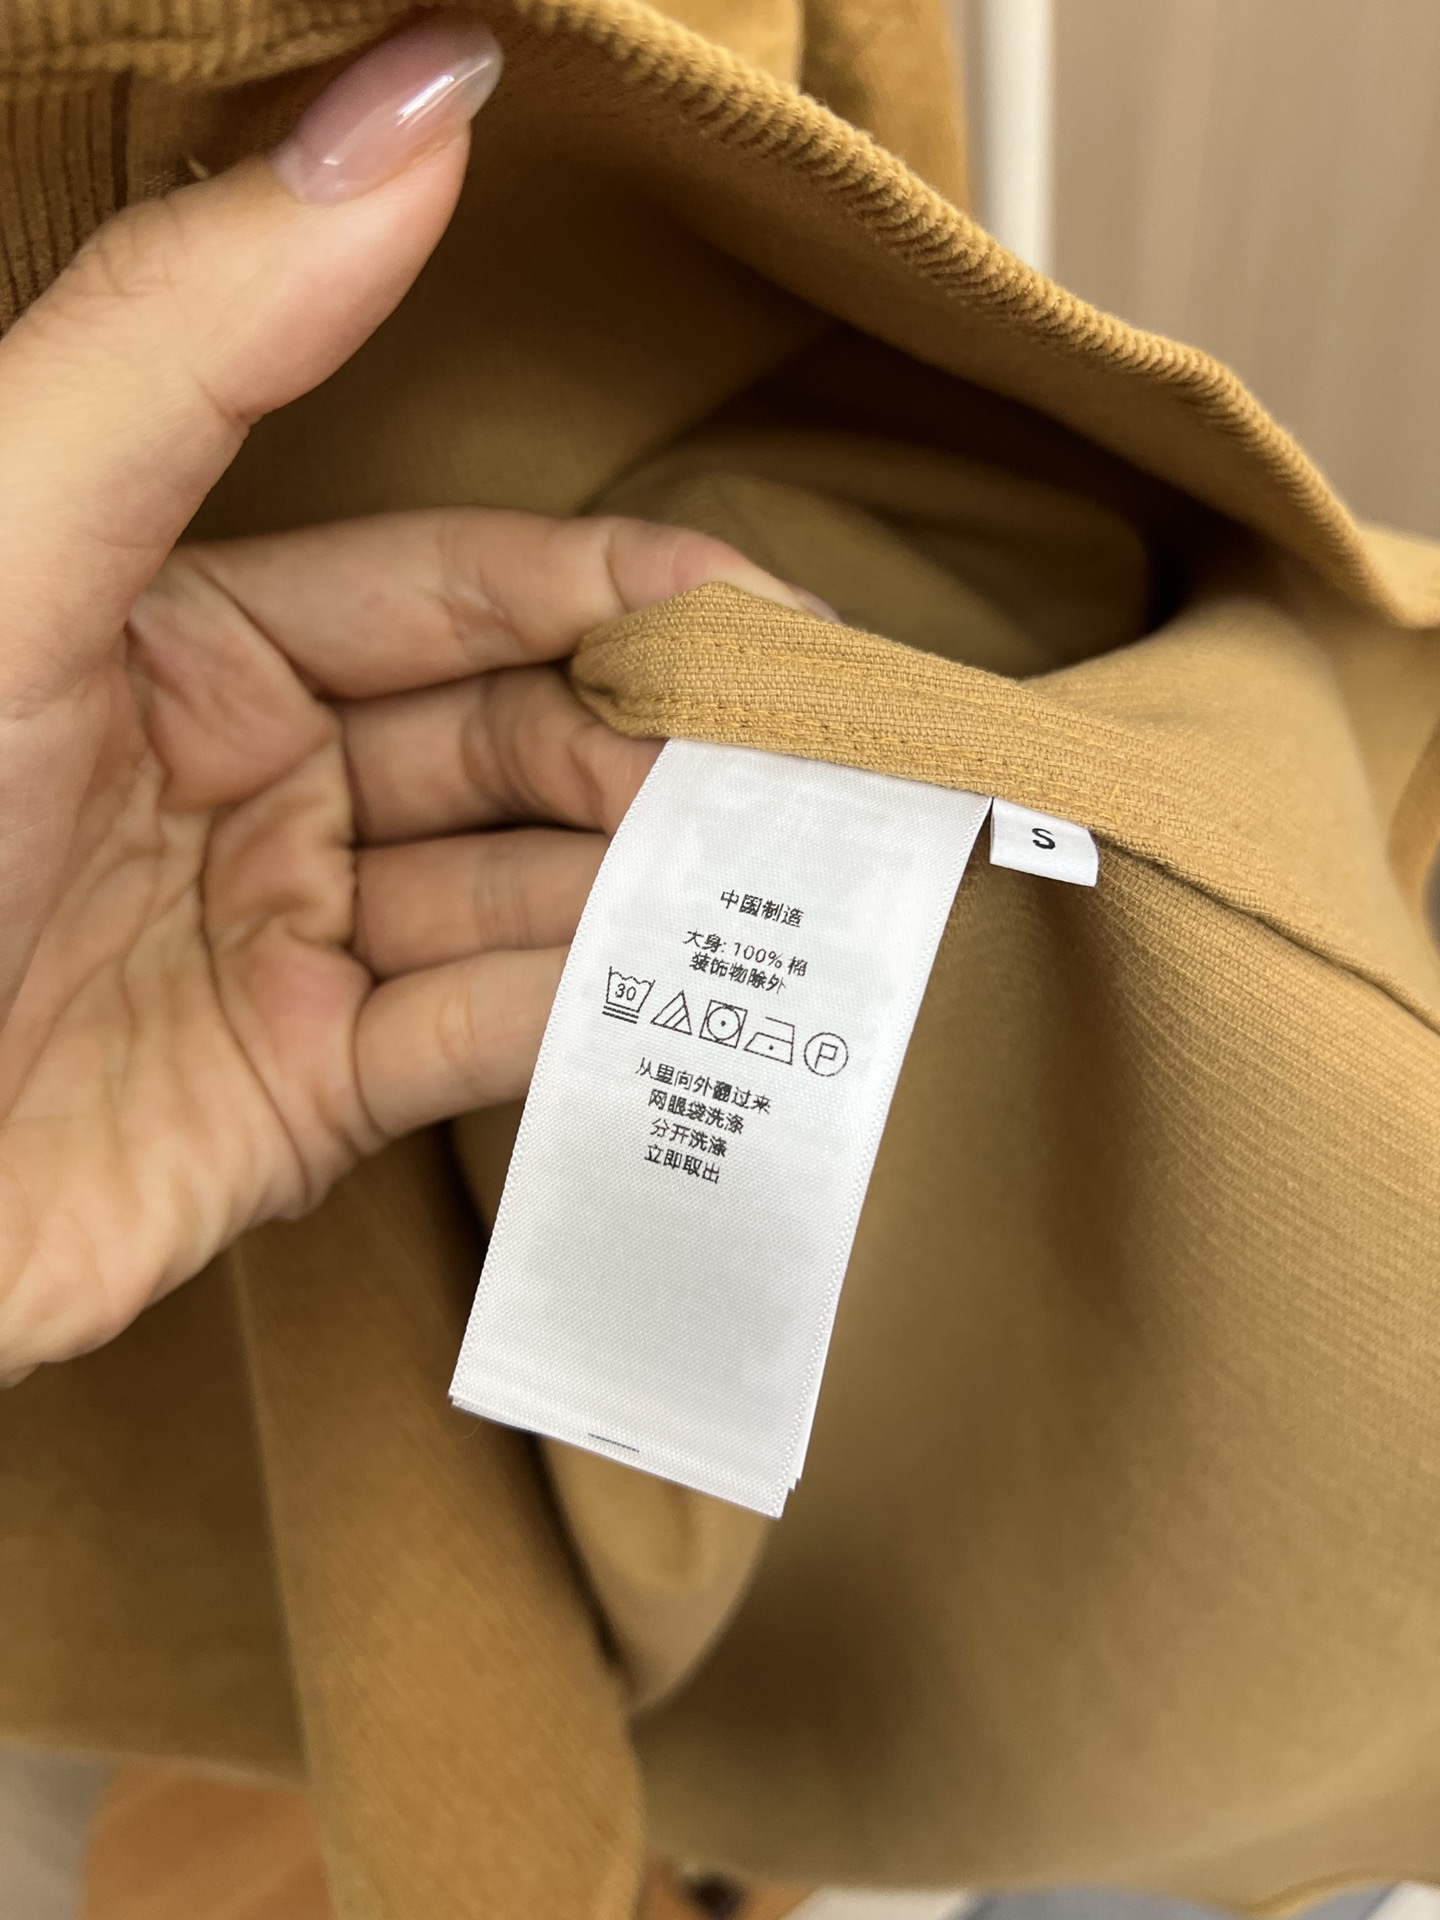 中国制造
S
大身: 100% 棉
装饰物除外
30
P
从里向外翻过来
网眼袋洗涤
分开洗涤
立即取出